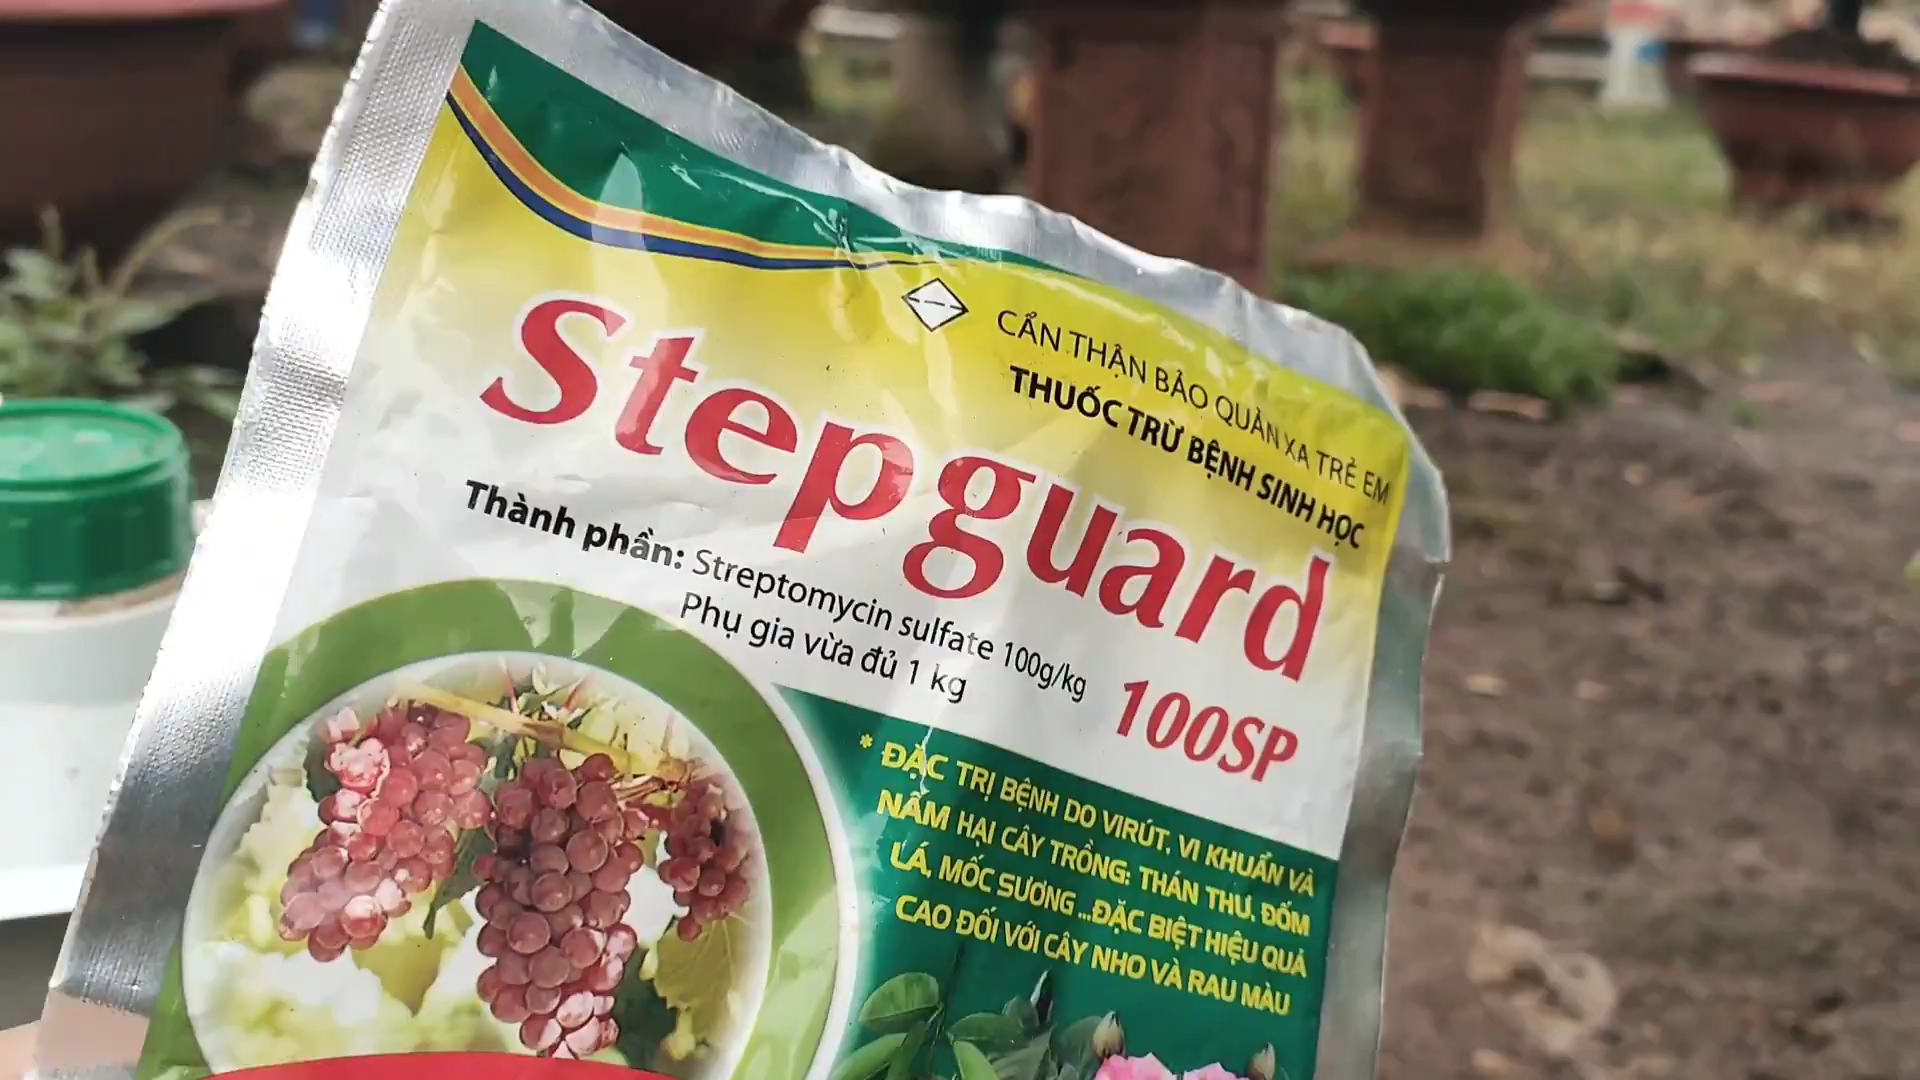 CẨN THẬN BẢO QUẢN XA TRẺ EM
THUỐC TRỪ BỆNH SINH HỌC
Stepguard
100SP
Thành phần: Streptomycin sulfate 100g/kg
Phụ gia vừa đủ 1 kg
* ĐẶC TRỊ BỆNH DO VIRÚT, VI KHUẨN VÀ
NẤM HẠI CÂY TRỒNG: THÁN THƯ, ĐỐM
LÁ, MỐC SƯƠNG ...ĐẶC BIỆT HIỆU QUẢ
CAO ĐỐI VỚI CÂY NHO VÀ RAU MÀU